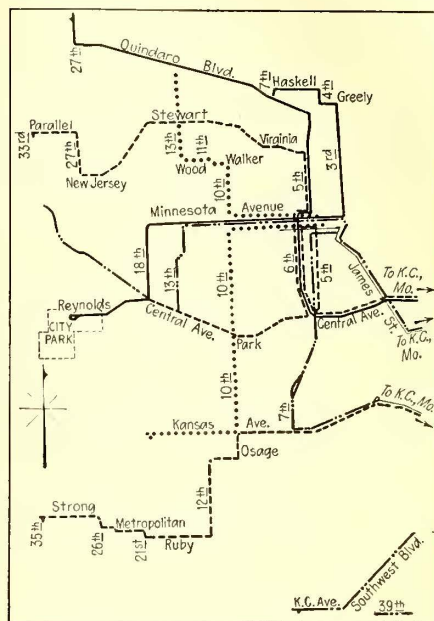 27th
Quindaro Blvd.
7th
Haskell
4th
Greely
Parallel
33rd
27th
New Jersey
Stewart
13th
11th
Wood
Walker
Virginia
10th
5th
3rd
Minnesota Avenue
18th
13th
10th
6th
5th
James St.
To K.C., Mo.
Reynolds
CITY PARK
Central Ave.
Park
Central Ave.
To K.C., Mo.
10th
7th
To K.C., Mo.
Kansas Ave.
Osage
12th
Strong
35th
26th
Metropolitan
21st
Ruby
Southwest Blvd.
K.C. Ave.
39th